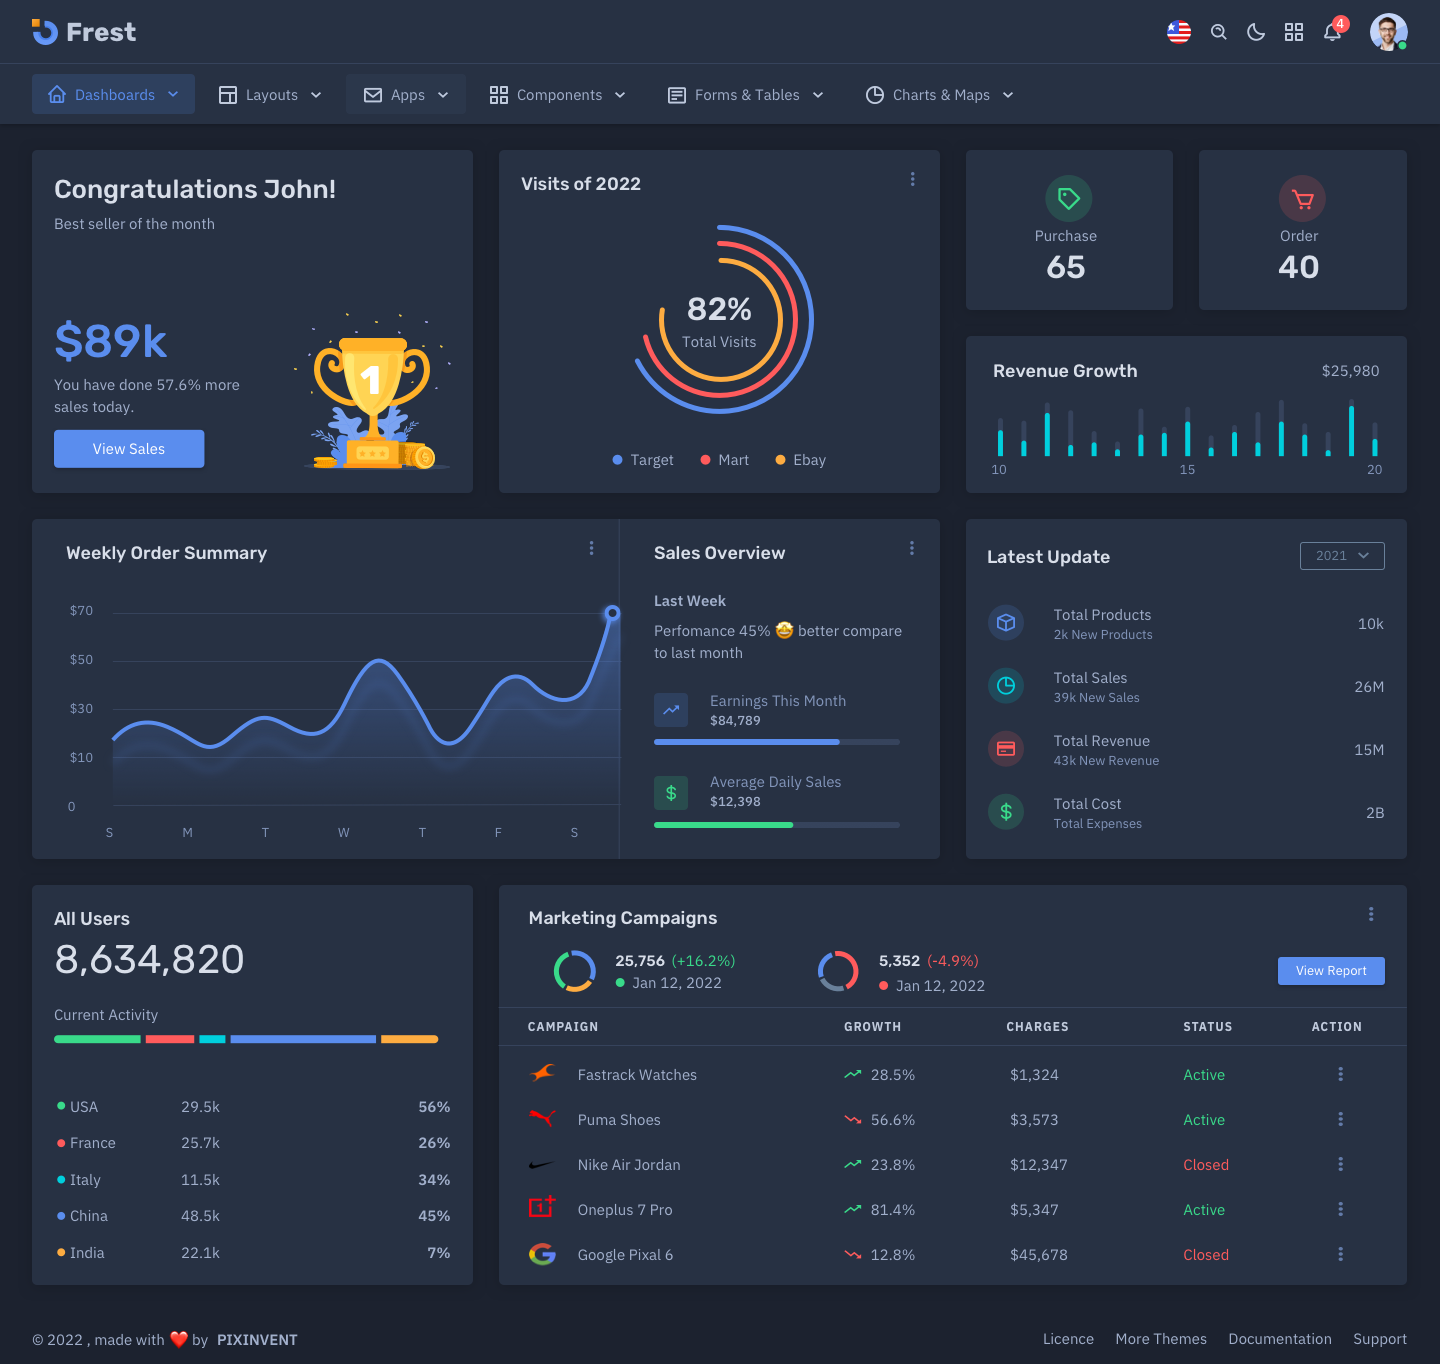 Frest
4
Dashboards Layouts Apps Components Forms & Tables Charts & Maps
Congratulations John!
Best seller of the month
$89k
You have done 57.6% more
sales today.
View Sales
1
Visits of 2022
82%
Total Visits
Target Mart Ebay
Purchase
65
Order
40
Revenue Growth $25,980
10 15 20
Weekly Order Summary
$70
$50
$30
$10
0
S M T W T F S
Sales Overview
Last Week
Perfomance 45% 🤩 better compare
to last month
Earnings This Month
$84,789
$
Average Daily Sales
$12,398
Latest Update 2021
Total Products
2k New Products
10k
Total Sales
39k New Sales
26M
Total Revenue
43k New Revenue
15M
$
Total Cost
Total Expenses
2B
All Users
8,634,820
Current Activity
USA 29.5k 56%
France 25.7k 26%
Italy 11.5k 34%
China 48.5k 45%
India 22.1k 7%
Marketing Campaigns
25,756 (+16.2%)
Jan 12, 2022
5,352 (-4.9%)
Jan 12, 2022
View Report
CAMPAIGN GROWTH CHARGES STATUS ACTION
Fastrack Watches 28.5% $1,324 Active
Puma Shoes 56.6% $3,573 Active
Nike Air Jordan 23.8% $12,347 Closed
1 Oneplus 7 Pro 81.4% $5,347 Active
G Google Pixal 6 12.8% $45,678 Closed
© 2022 , made with ❤️ by PIXINVENT
Licence More Themes Documentation Support